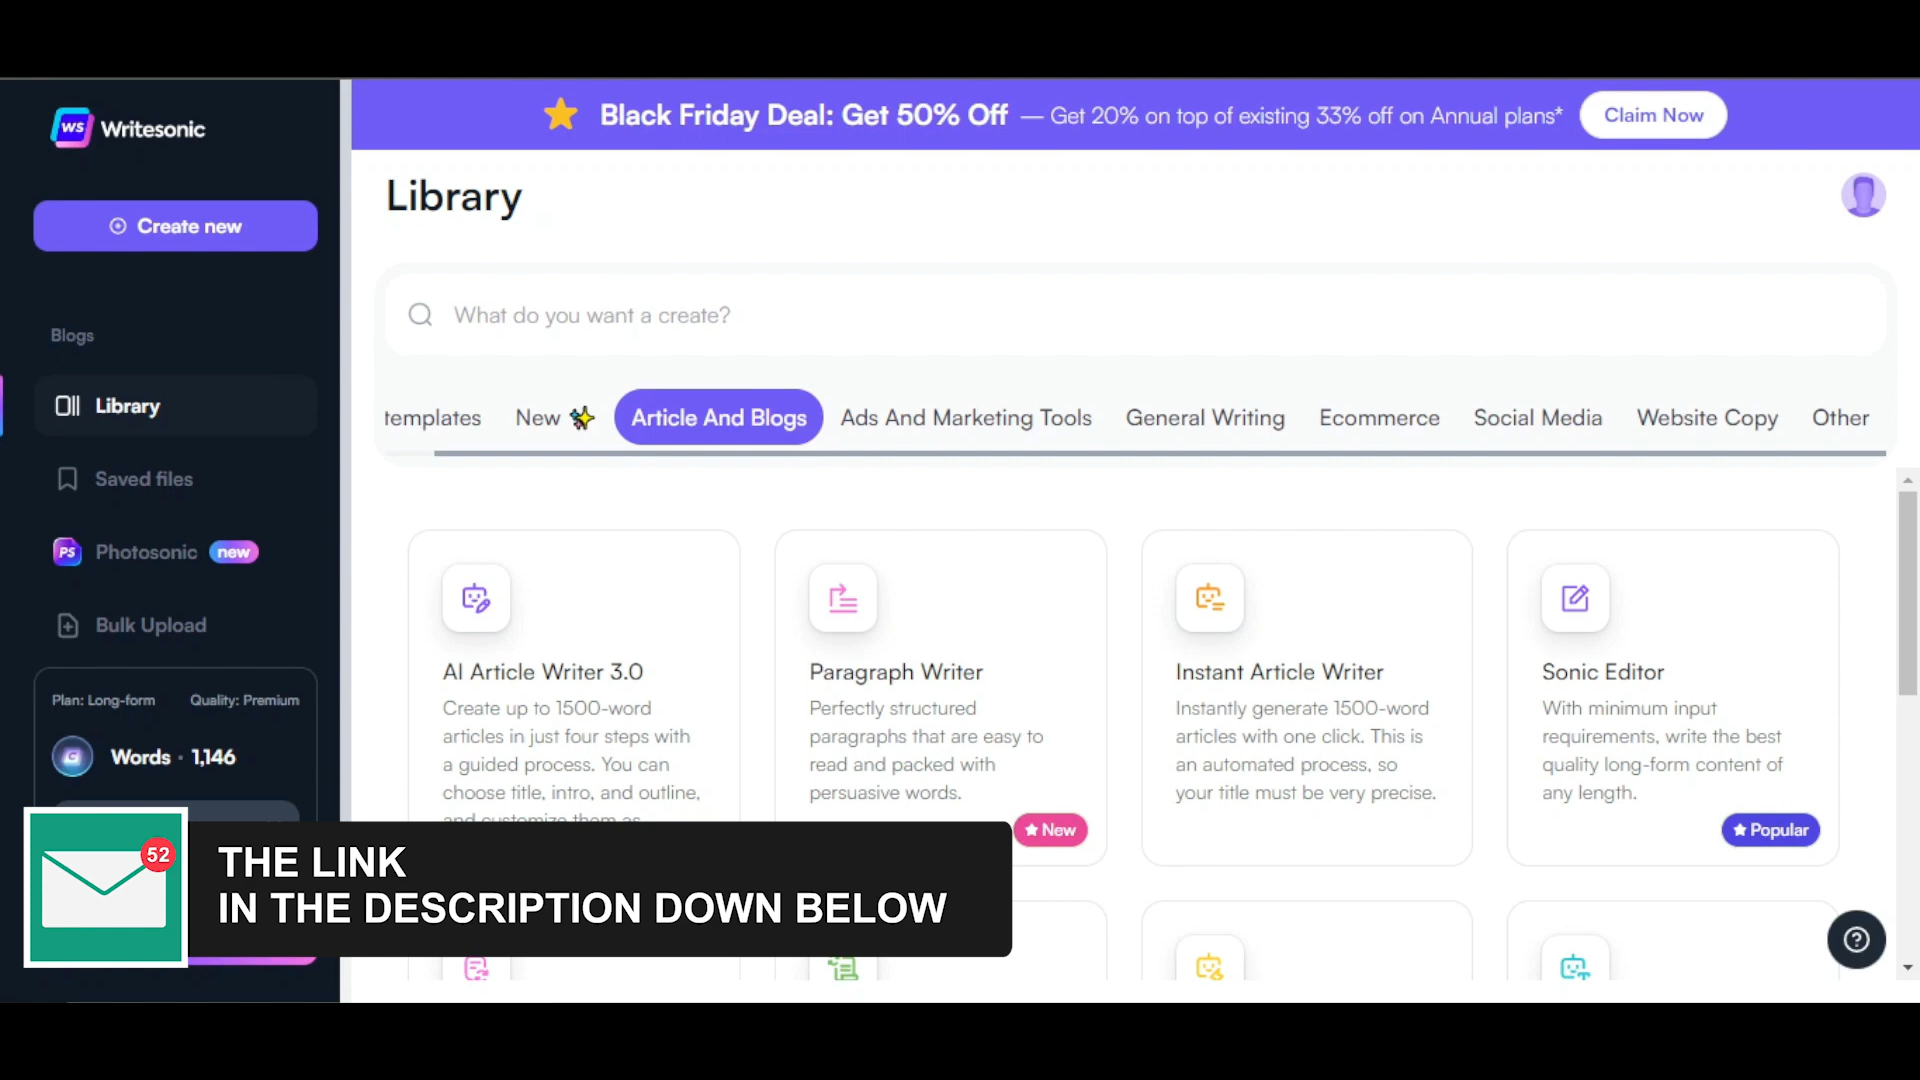 WS Writesonic
Black Friday Deal: Get 50% Off — Get 20% on top of existing 33% off on Annual plans*
Claim Now
Library
Create new
What do you want a create?
Blogs
Library
templates
New
Article And Blogs
Ads And Marketing Tools
General Writing
Ecommerce
Social Media
Website Copy
Other
Saved files
PS Photosonic new
Bulk Upload
Plan: Long-form
Quality: Premium
Words · 1,146
AI Article Writer 3.0
Create up to 1500-word
articles in just four steps with
a guided process. You can
choose title, intro, and outline,
and customize them as
Paragraph Writer
Perfectly structured
paragraphs that are easy to
read and packed with
persuasive words.
New
Instant Article Writer
Instantly generate 1500-word
articles with one click. This is
an automated process, so
your title must be very precise.
Sonic Editor
With minimum input
requirements, write the best
quality long-form content of
any length.
Popular
52
THE LINK
IN THE DESCRIPTION DOWN BELOW